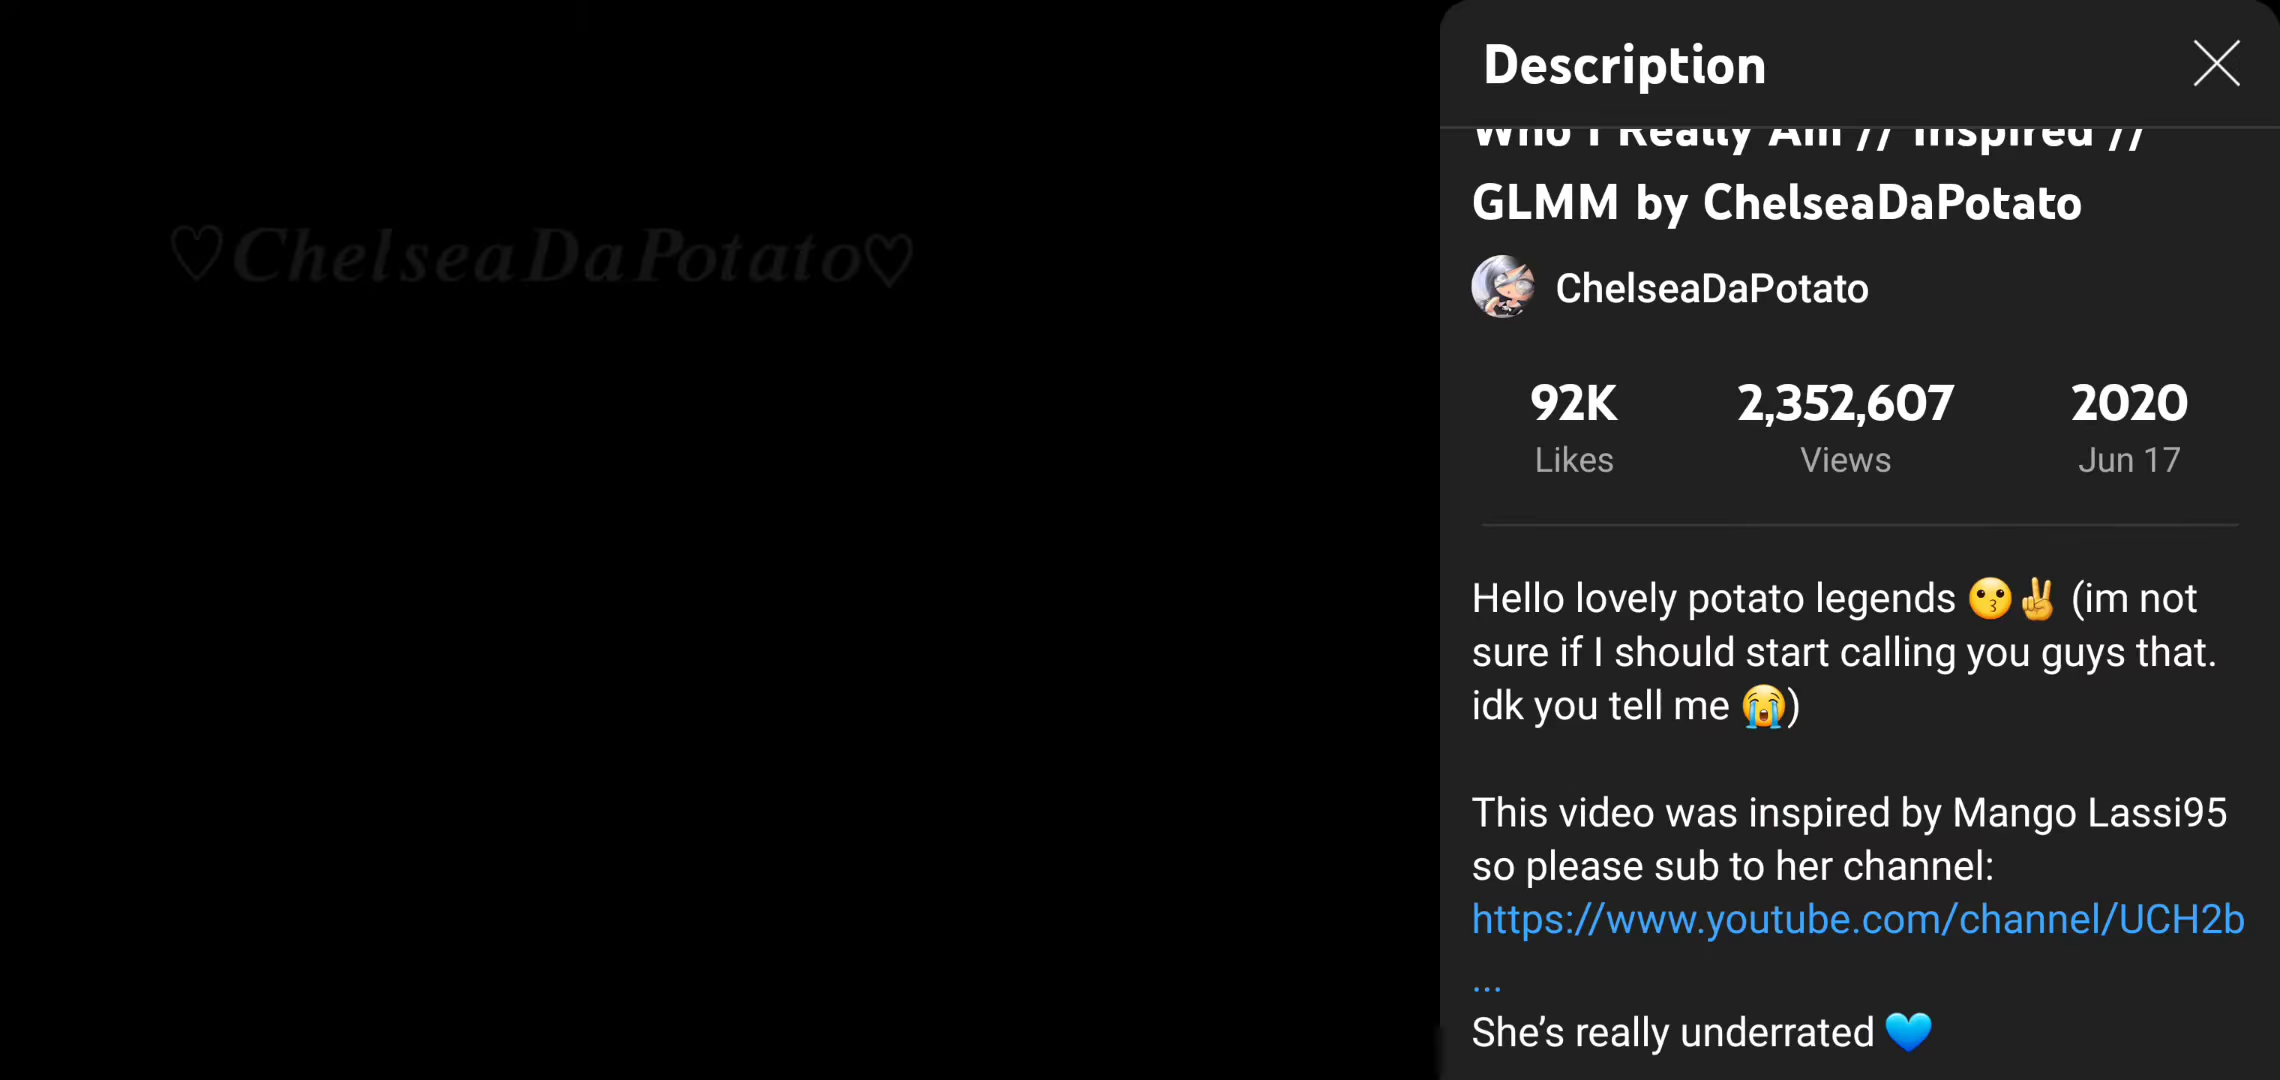 ♡ChelseaDaPotato♡
Description
Who I Really Am // Inspired //
GLMM by ChelseaDaPotato
ChelseaDaPotato
92K 2,352,607 2020
Likes Views Jun 17
Hello lovely potato legends 😗✌️ (im not
sure if I should start calling you guys that.
idk you tell me 😭)
This video was inspired by Mango Lassi95
so please sub to her channel:
https://www.youtube.com/channel/UCH2b
...
She’s really underrated 💙